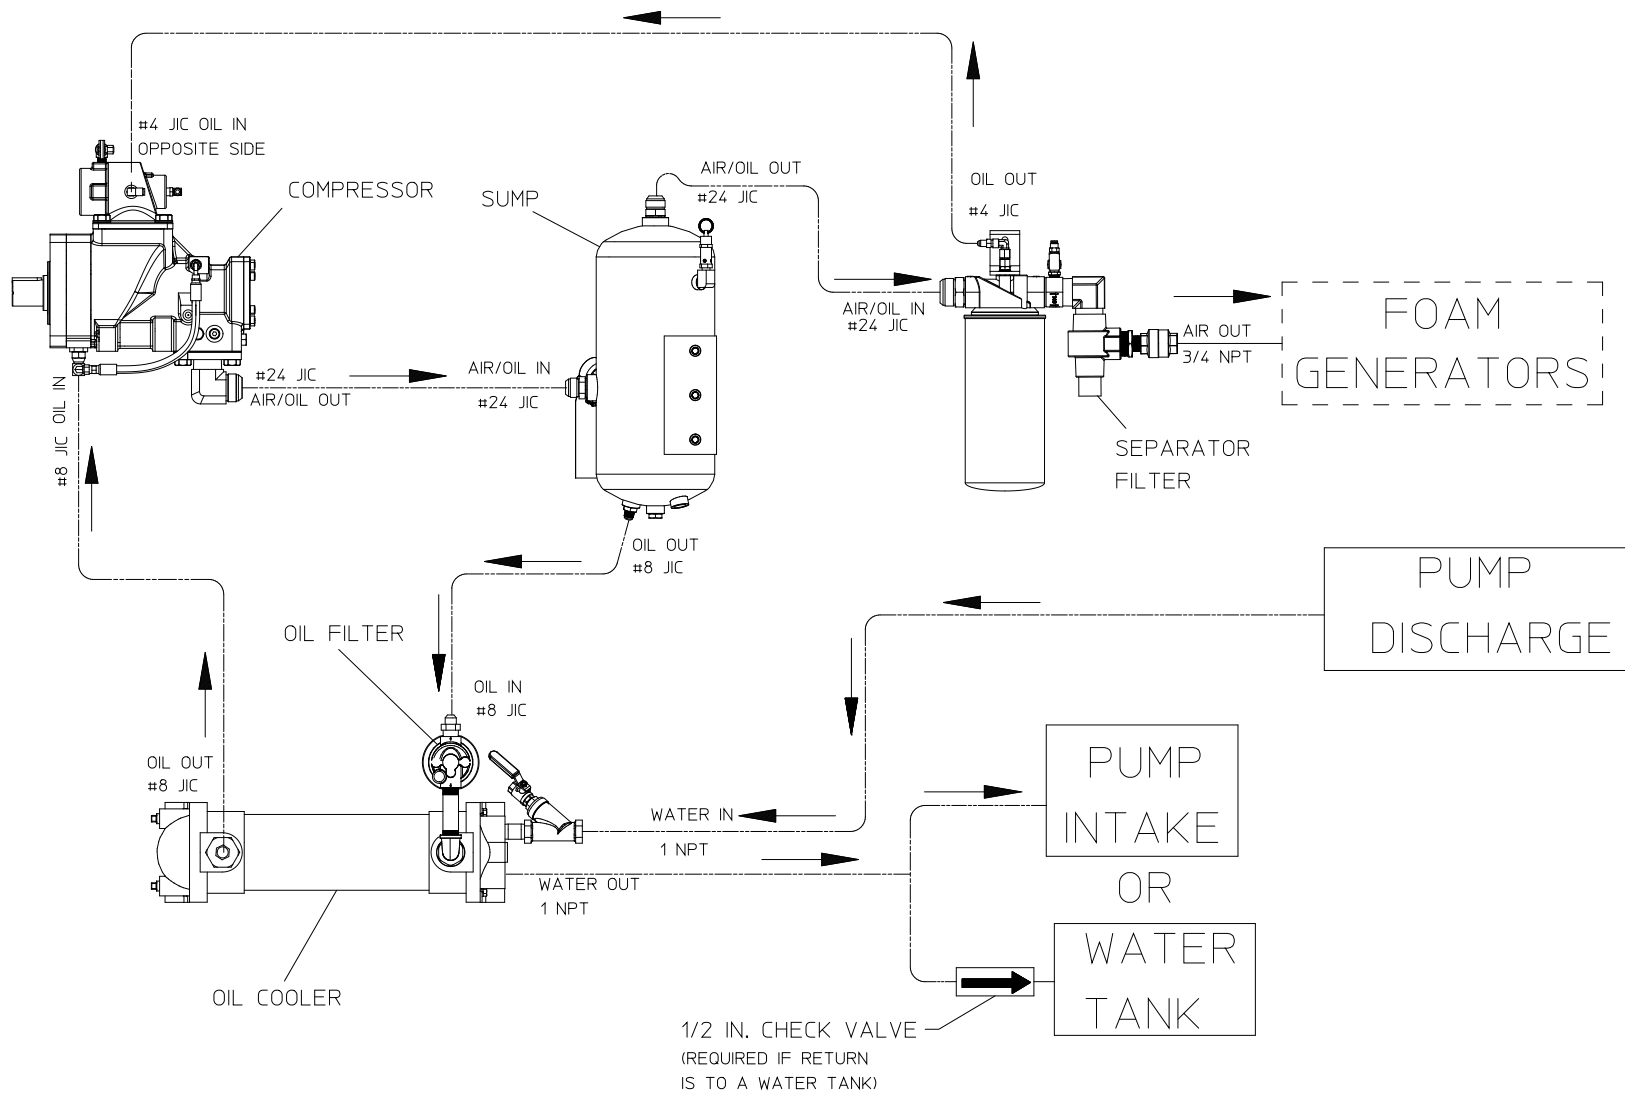 #4 JIC OIL IN
OPPOSITE SIDE
COMPRESSOR
SUMP
AIR/OIL OUT
#24 JIC
OIL OUT
#4 JIC
AIR/OIL IN
#24 JIC
AIR OUT
3/4 NPT
FOAM
GENERATORS
#24 JIC
AIR/OIL OUT
AIR/OIL IN
#24 JIC
#8 JIC OIL IN
SEPARATOR
FILTER
OIL OUT
#8 JIC
PUMP
DISCHARGE
OIL FILTER
OIL IN
#8 JIC
OIL OUT
#8 JIC
PUMP
INTAKE
OR
WATER
TANK
WATER IN
1 NPT
WATER OUT
1 NPT
OIL COOLER
1/2 IN. CHECK VALVE
(REQUIRED IF RETURN
IS TO A WATER TANK)